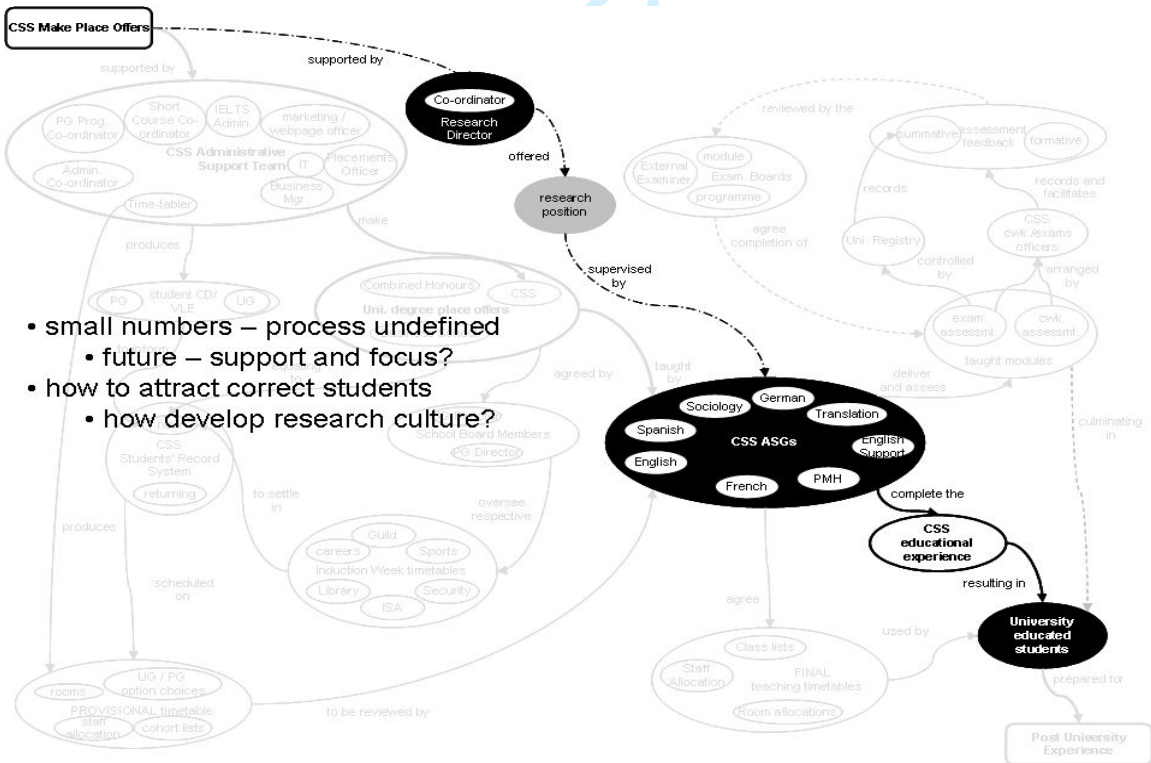 CSS Make Place Offers
supported by
supported by
Co-ordinator
Research
Director
offered
research
position
supervised
by
PG Prog.
Co-ordinator
Short
Course Co-
ordinator
IELTS
Admin
marketing /
webpage officer
CSS Administrative
Support Team
IT
Placements
Officer
Admin.
Co-ordinator
Business
Mgr.
Time-tabler
make
produces
reviewed by the
External
Examiner
module
Exam. Boards
programme
summative
assessment
feedback
formative
records
records and
facilitates
agree
completion of
Uni. Registry
CSS
cwk /exams
officers
controlled
by
arranged
by
exam.
assessmt
cwk.
assessmt
taught modules
deliver
and assess
culminating
in
PG
student CD/
VLE
UG
Combined Honours
CSS
Uni. degree place offers
• small numbers – process undefined
• future – support and focus?
• how to attract correct students
• how develop research culture?
agreed by
taught
by
School Board Members
PG Director
CSS
Students' Record
System
returning
to settle
in
oversee
respective
produces
scheduled
on
Guild
careers
Sports
Induction Week timetables
Library
Security
ISA
Sociology
German
Translation
Spanish
CSS ASGs
English
Support
English
French
PMH
complete the
CSS
educational
experience
resulting in
University
educated
students
agree
used by
Class lists
Staff
Allocation
FINAL
teaching timetables
Room allocations
prepared for
Post University
Experience
rooms
UG / PG
option choices
PROVISIONAL timetable
staff
allocation
cohort lists
to be reviewed by